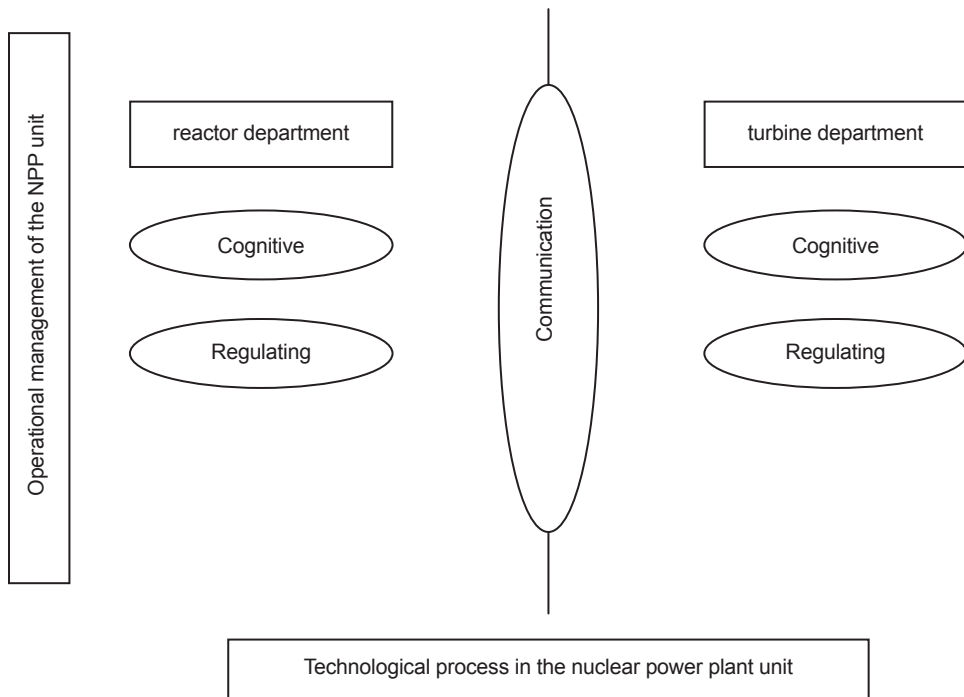 Operational management of the NPP unit
reactor department
Cognitive
Regulating
Communication
turbine department
Cognitive
Regulating
Technological process in the nuclear power plant unit